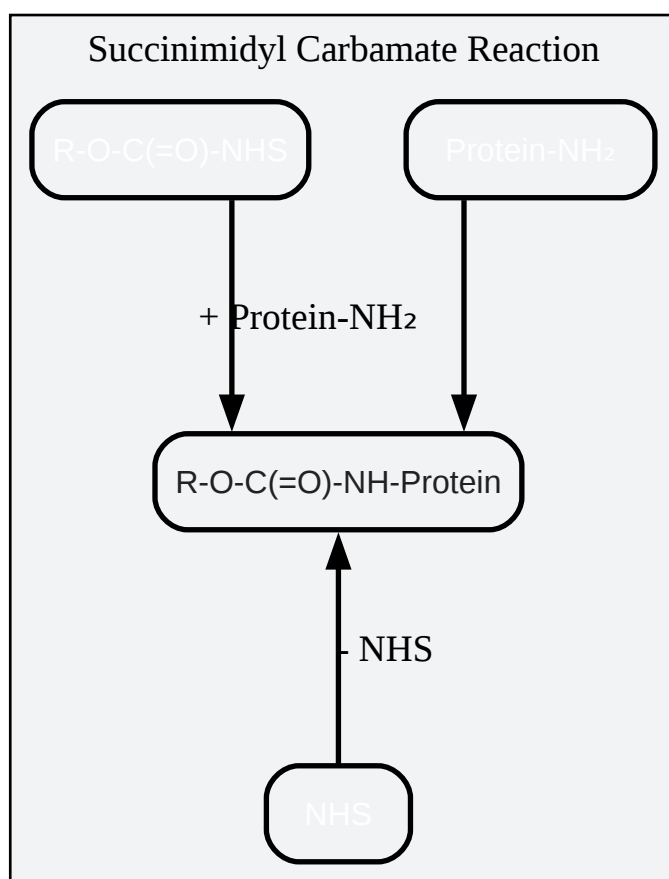 Succinimidyl Carbamate Reaction
R-O-C(=O)-NHS
Protein-NH₂
+ Protein-NH₂
R-O-C(=O)-NH-Protein
- NHS
NHS